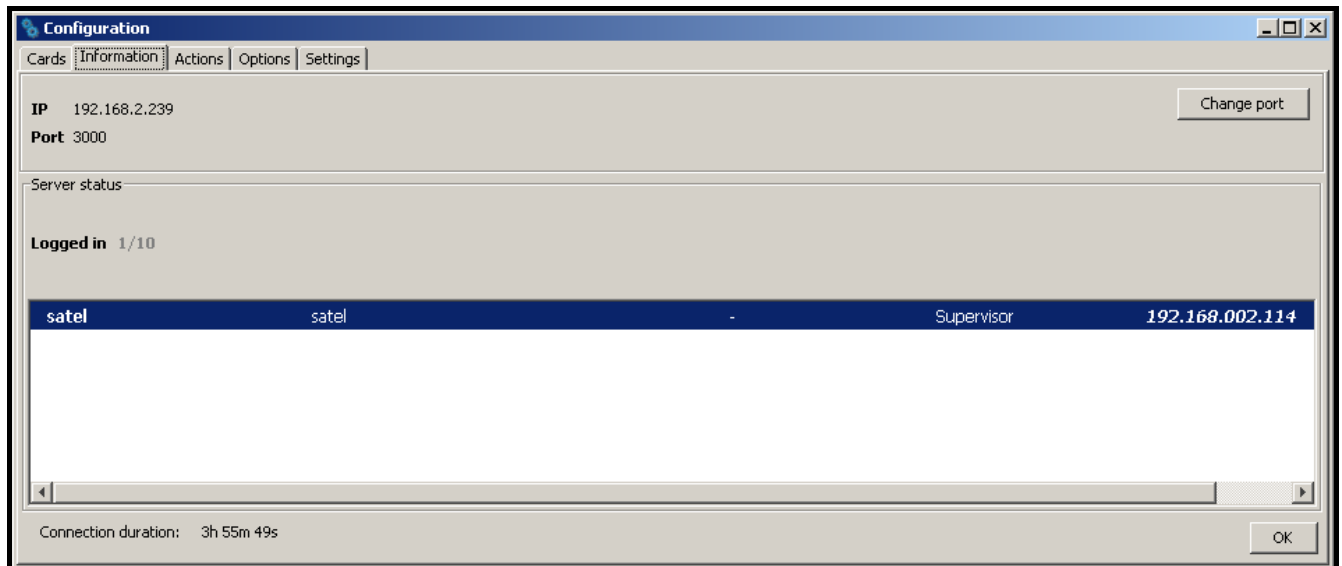 Configuration
Cards Information Actions Options Settings
IP 192.168.2.239 Change port
Port 3000
Server status
Logged in 1/10
satel satel - Supervisor 192.168.002.114
Connection duration: 3h 55m 49s OK